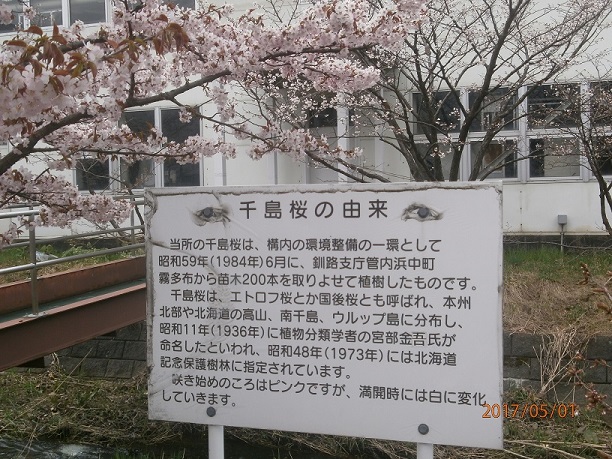 千島桜の由来
当所の千島桜は、構内の環境整備の一環として
昭和59年(1984年)6月に、釧路支庁管内浜中町
霧多布から苗木200本を取りよせて植樹したものです。
千島桜は、エトロフ桜とか国後桜とも呼ばれ、本州
北部や北海道の高山、南千島、ウルップ島に分布し、
昭和11年(1936年)に植物分類学者の宮部金吾氏が
命名したといわれ、昭和48年(1973年)には北海道
記念保護樹林に指定されています。
咲き始めのころはピンクですが、満開時には白に変化
していきます。
2017/05/01